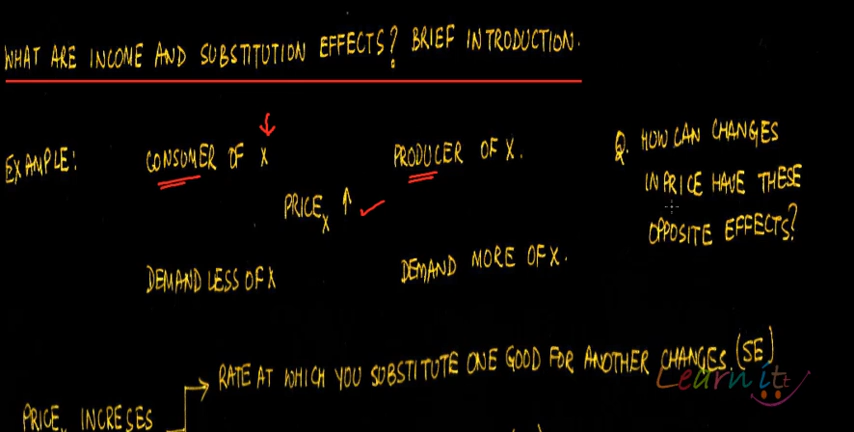 WHAT ARE INCOME AND SUBSTITUTION EFFECTS? BRIEF INTRODUCTION.
EXAMPLE: CONSUMER OF X PRODUCER OF X. Q. HOW CAN CHANGES
IN PRICE HAVE THESE
PRICEₓ ↑ ✓
OPPOSITE EFFECTS?
DEMAND LESS OF X DEMAND MORE OF X.
RATE AT WHICH YOU SUBSTITUTE ONE GOOD FOR ANOTHER CHANGES. (SE)
Learn itt
PRICEₓ INCRESES